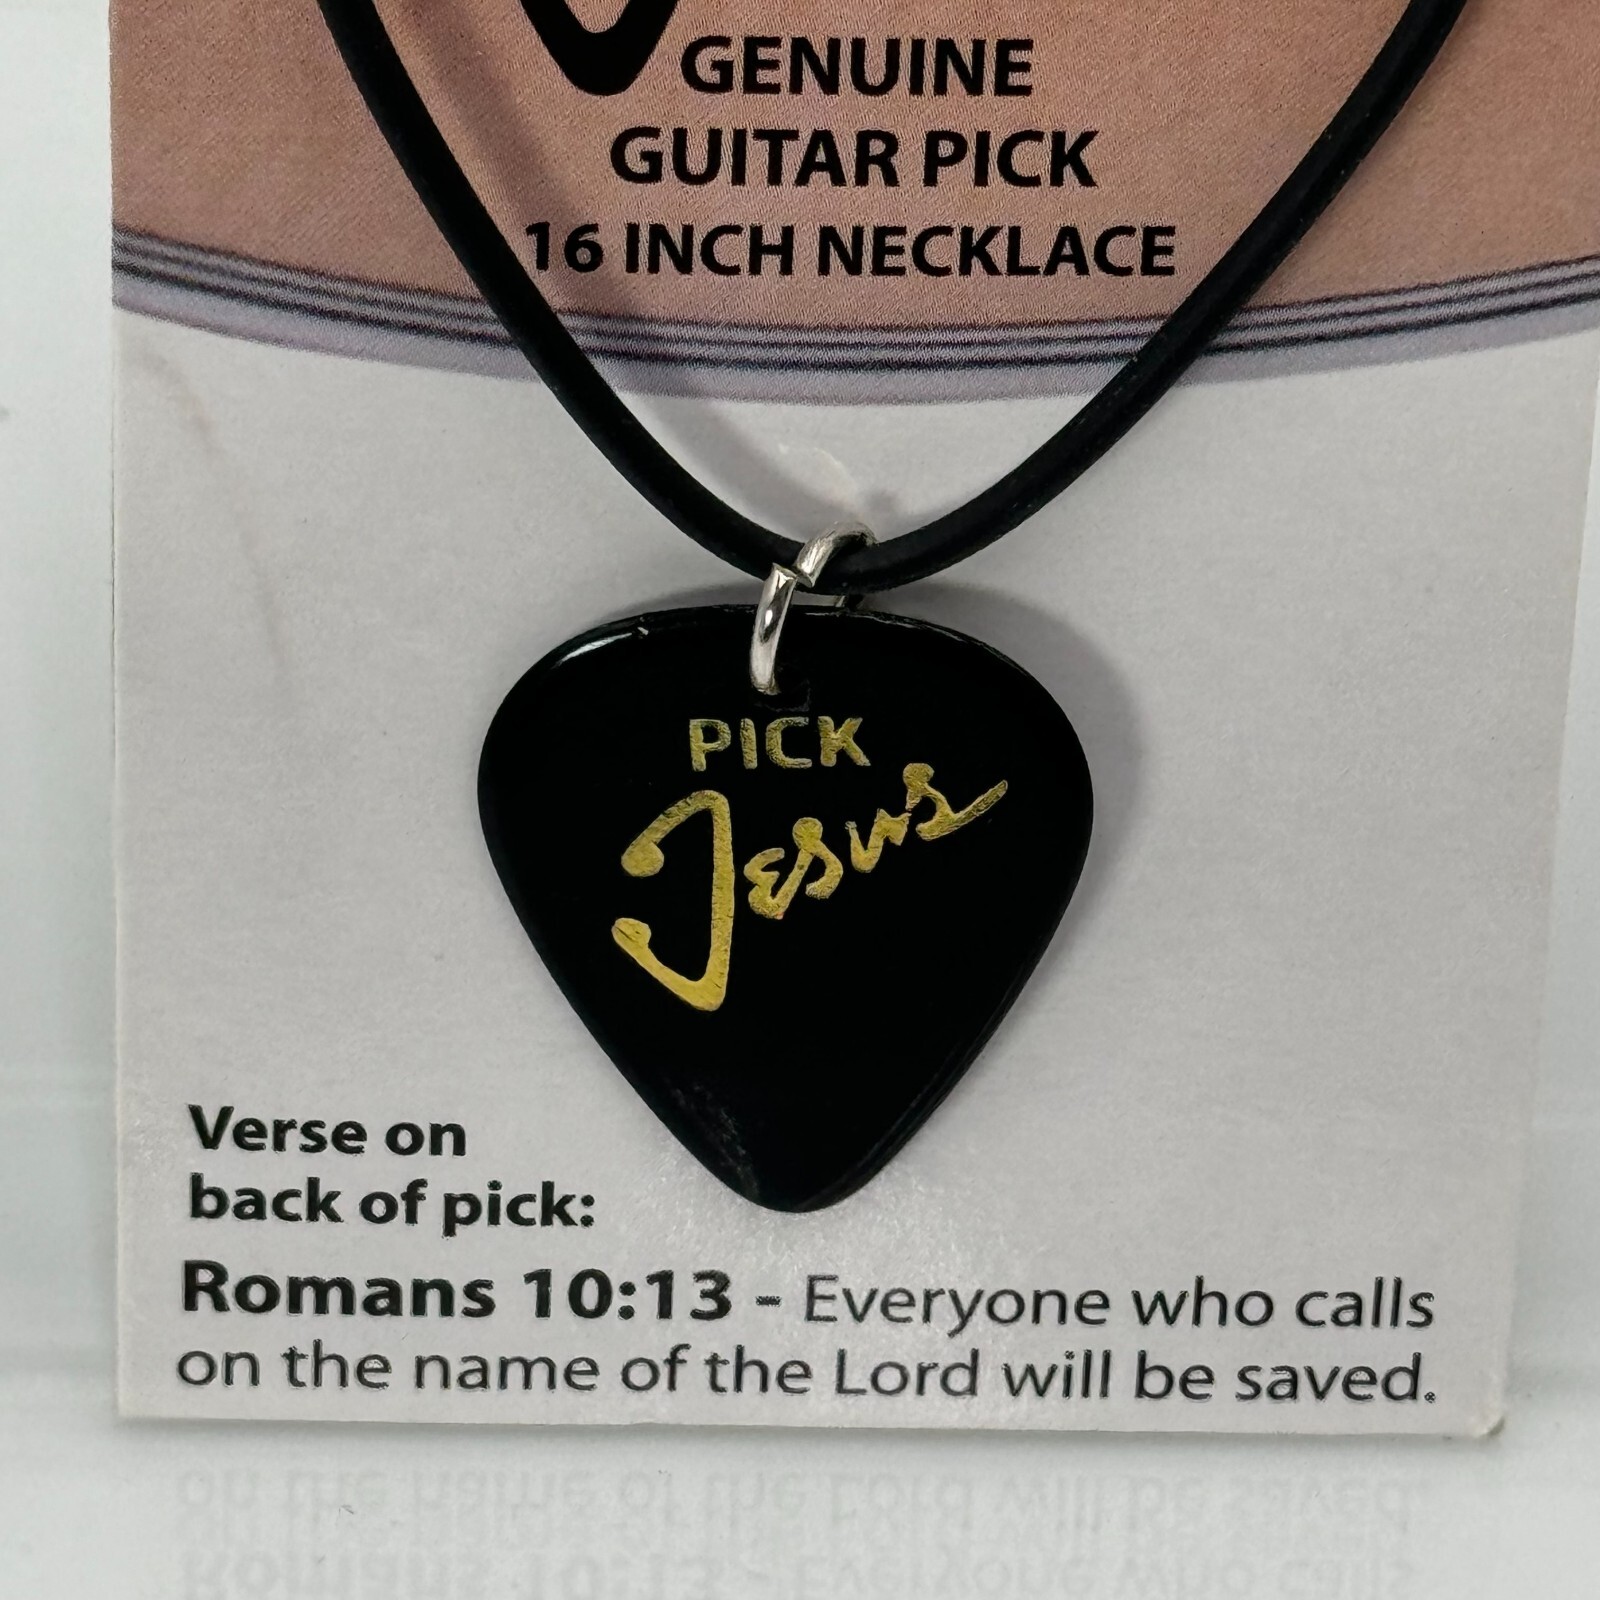 GENUINE
GUITAR PICK
16 INCH NECKLACE
PICK
Jesus
Verse on
back of pick:
Romans 10:13 - Everyone who calls
on the name of the Lord will be saved.